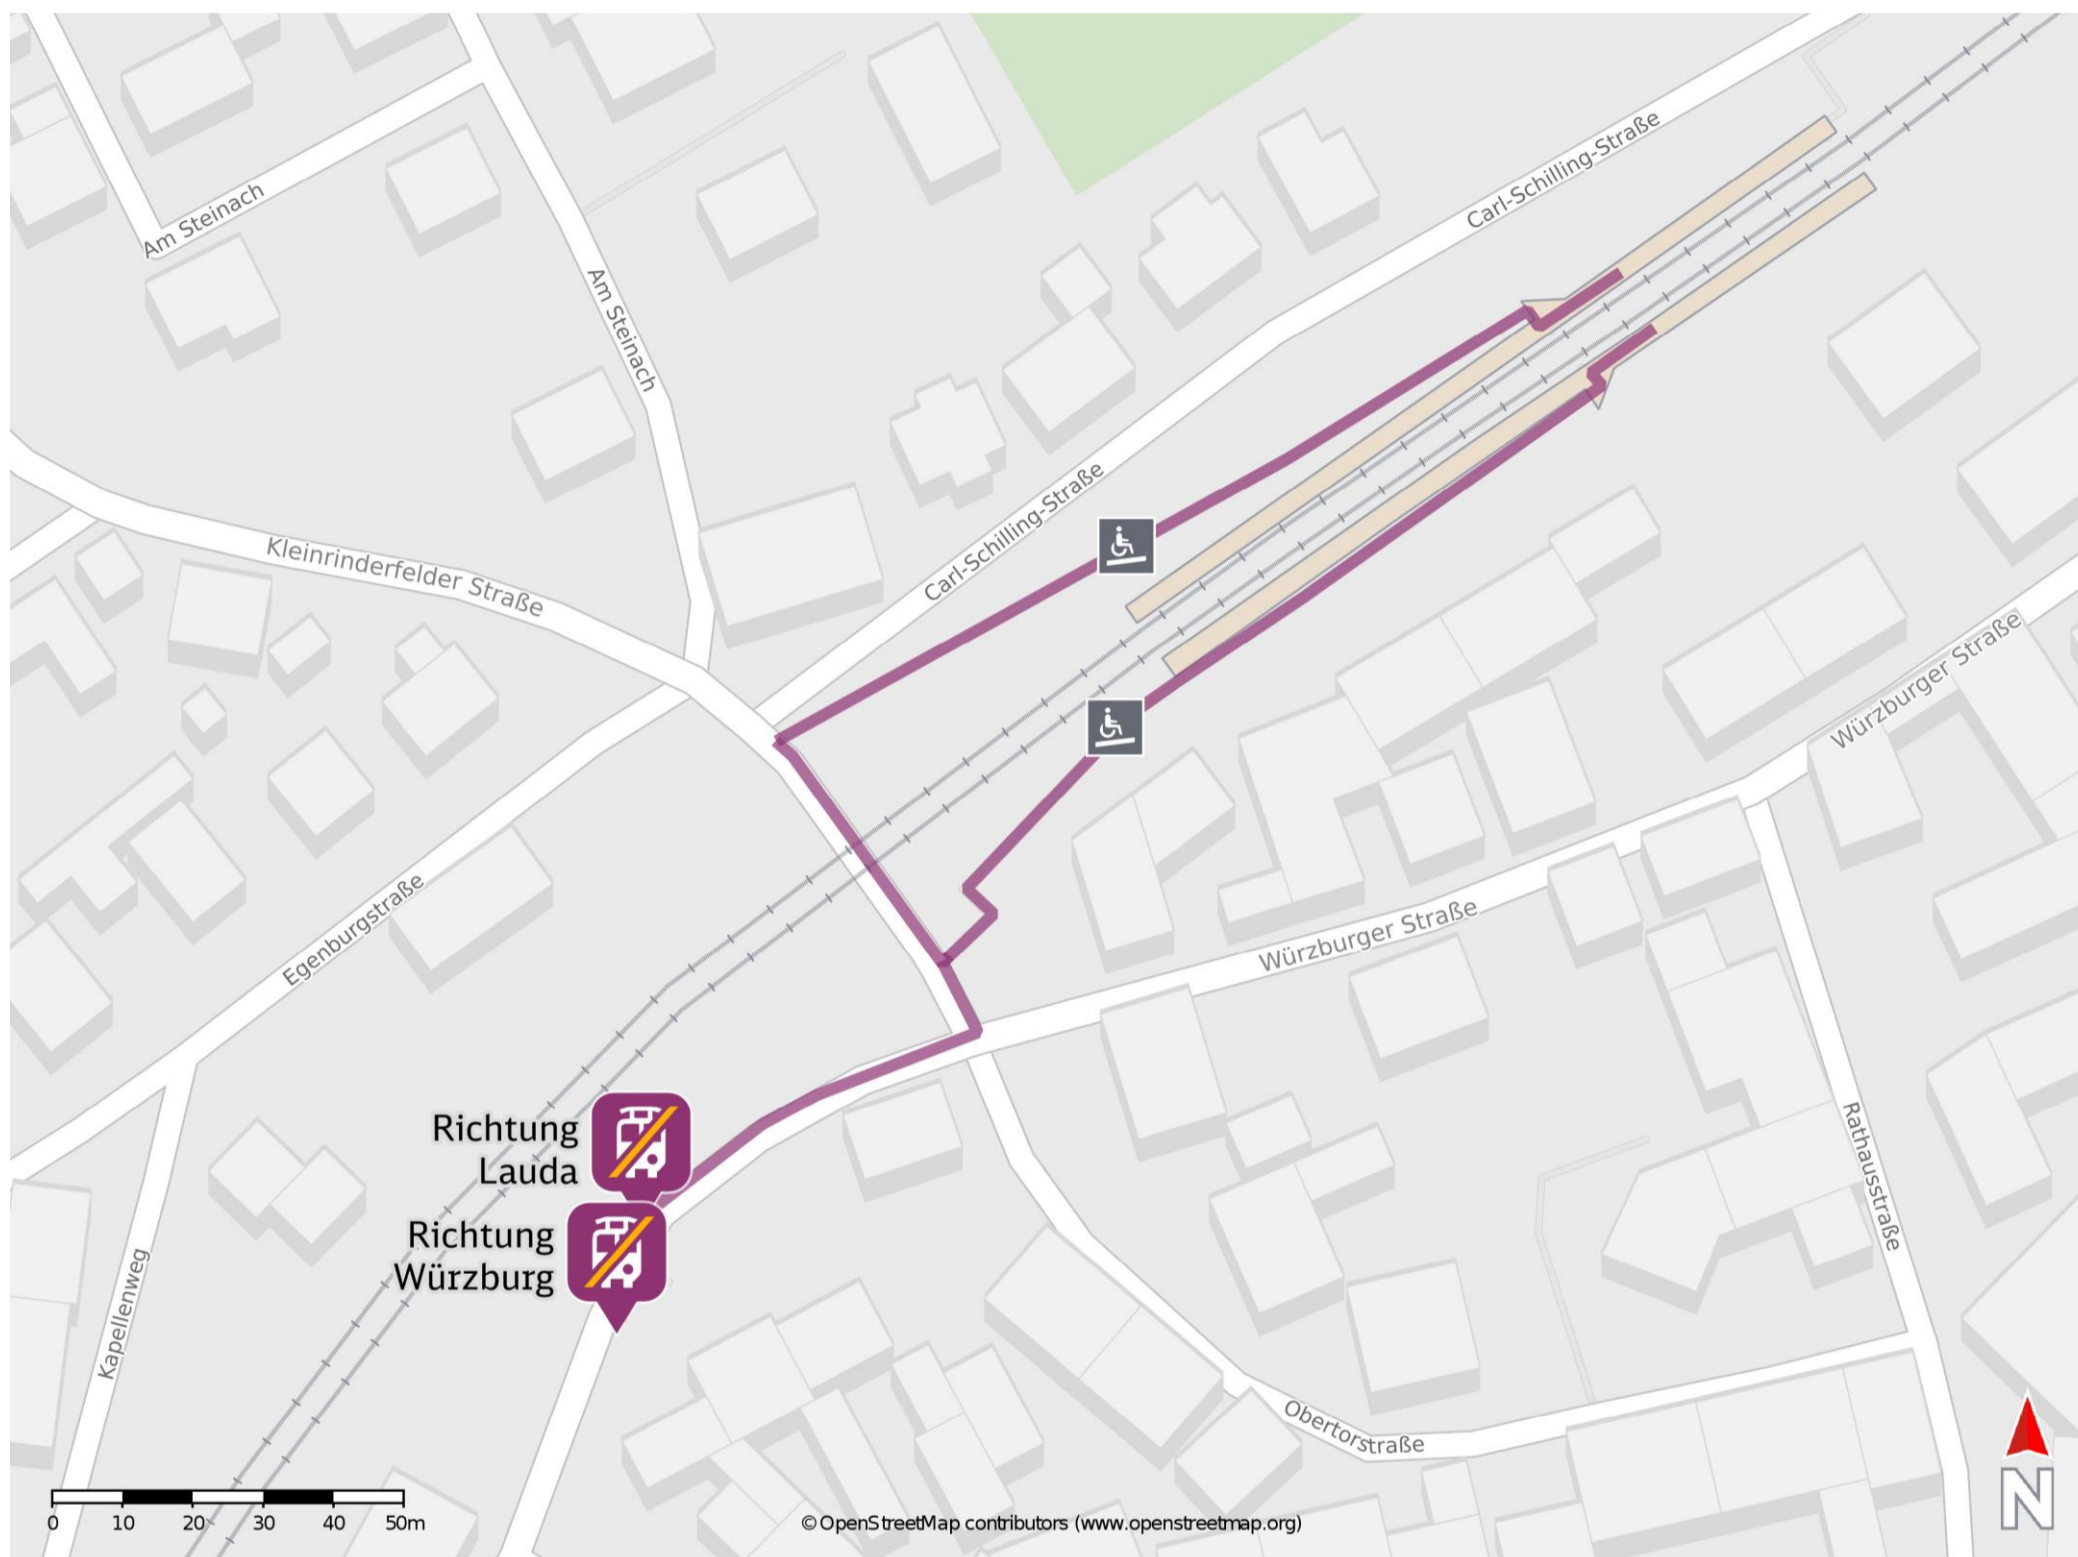 Carl-Schilling-Straße
Am Steinach
Am Steinach
Carl-Schilling-Straße
Kleinrinderfelder Straße
Würzburger Straße
Egenburgstraße
Würzburger Straße
Richtung
Lauda
Richtung
Würzburg
Rathausstraße
Kapellenweg
Obertorstraße
0 10 20 30 40 50m
©OpenStreetMap contributors (www.openstreetmap.org)
N